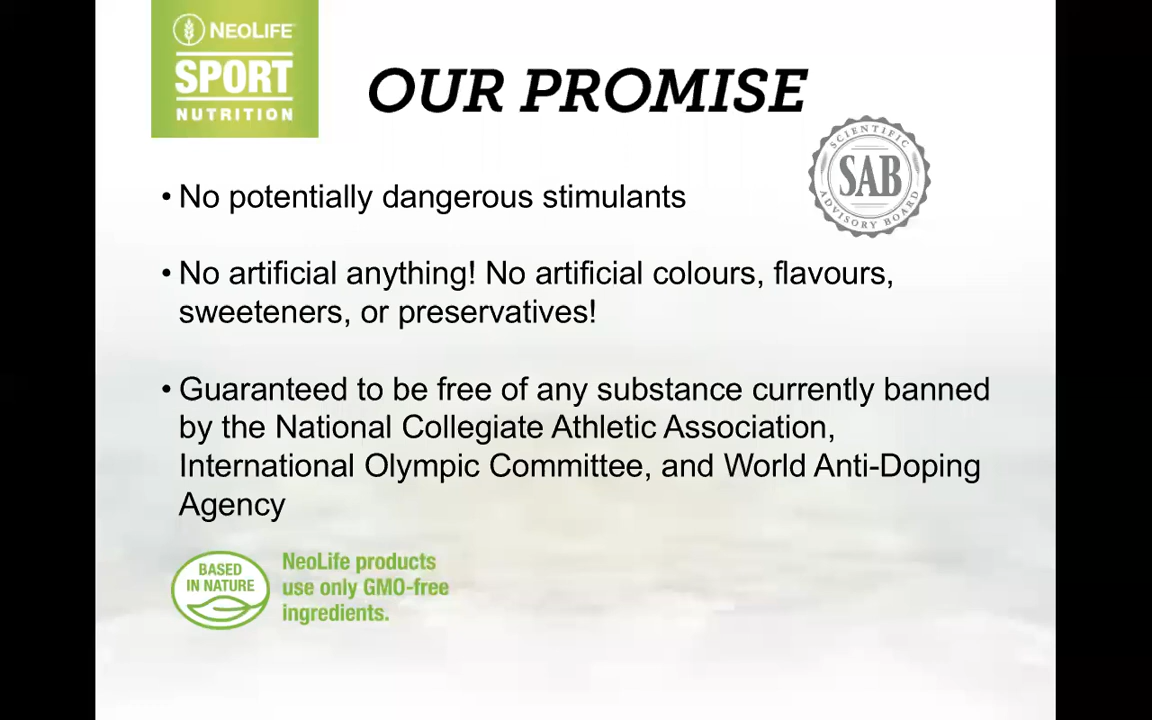 NEOLIFE
SPORT
NUTRITION
OUR PROMISE
SCIENTIFIC
SAB
ADVISORY BOARD
• No potentially dangerous stimulants
• No artificial anything! No artificial colours, flavours,
sweeteners, or preservatives!
• Guaranteed to be free of any substance currently banned
by the National Collegiate Athletic Association,
International Olympic Committee, and World Anti-Doping
Agency
BASED
IN NATURE
NeoLife products
use only GMO-free
ingredients.